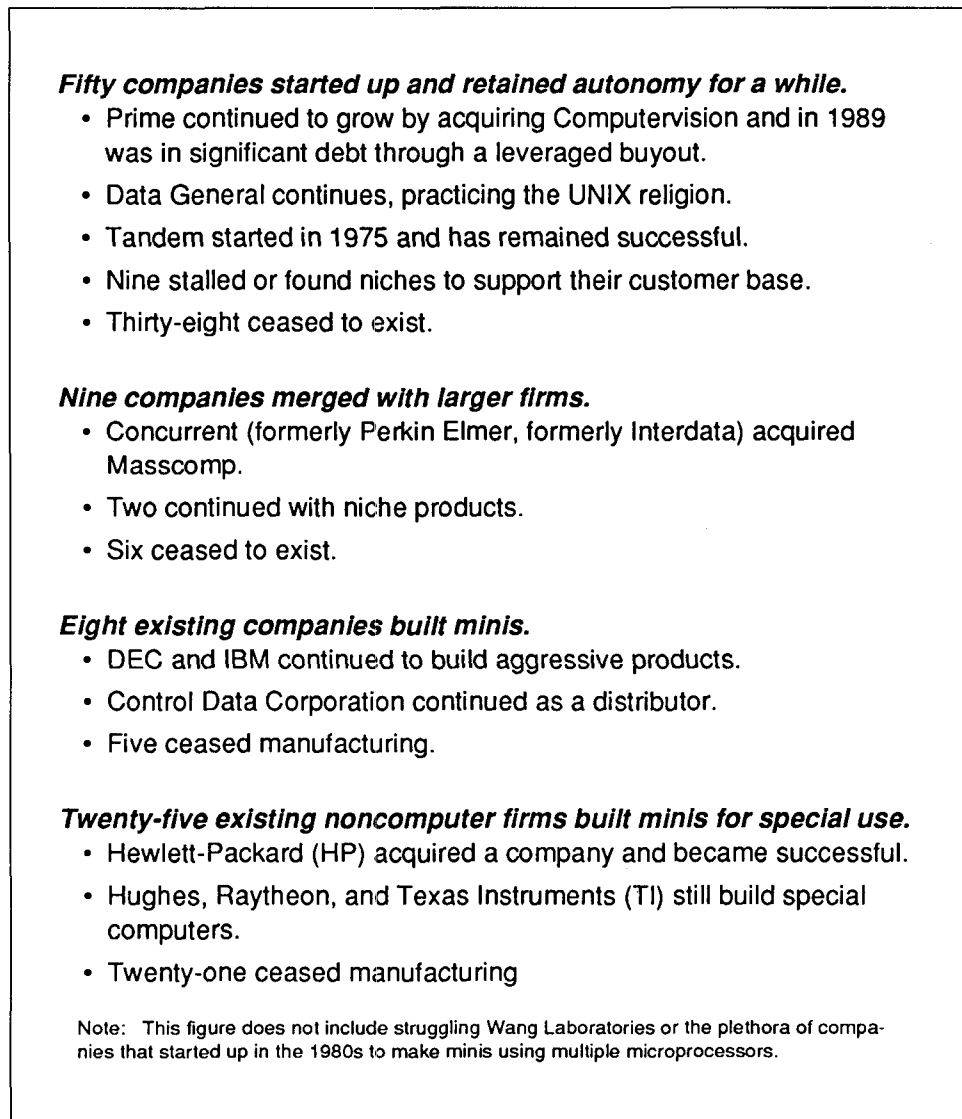 Fifty companies started up and retained autonomy for a while.
• Prime continued to grow by acquiring Computervision and in 1989
was in significant debt through a leveraged buyout.
• Data General continues, practicing the UNIX religion.
• Tandem started in 1975 and has remained successful.
• Nine stalled or found niches to support their customer base.
• Thirty-eight ceased to exist.
Nine companies merged with larger firms.
• Concurrent (formerly Perkin Elmer, formerly Interdata) acquired
Masscomp.
• Two continued with niche products.
• Six ceased to exist.
Eight existing companies built minis.
• DEC and IBM continued to build aggressive products.
• Control Data Corporation continued as a distributor.
• Five ceased manufacturing.
Twenty-five existing noncomputer firms built minis for special use.
• Hewlett-Packard (HP) acquired a company and became successful.
• Hughes, Raytheon, and Texas Instruments (TI) still build special
computers.
• Twenty-one ceased manufacturing
Note: This figure does not include struggling Wang Laboratories or the plethora of compa-
nies that started up in the 1980s to make minis using multiple microprocessors.